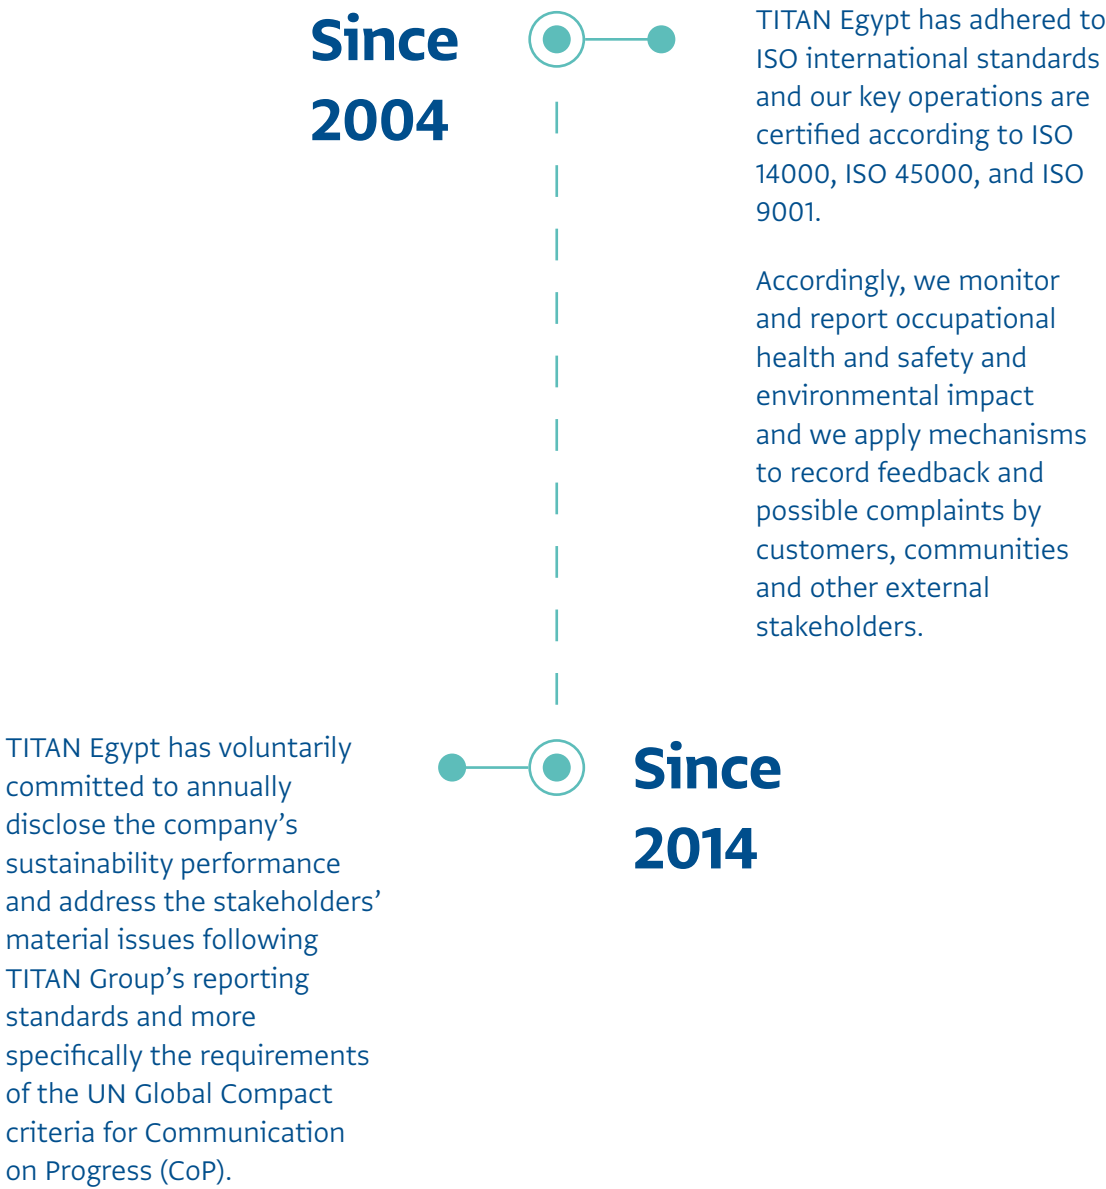 Since
2004
TITAN Egypt has adhered to
ISO international standards
and our key operations are
certified according to ISO
14000, ISO 45000, and ISO
9001.
Accordingly, we monitor
and report occupational
health and safety and
environmental impact
and we apply mechanisms
to record feedback and
possible complaints by
customers, communities
and other external
stakeholders.
Since
2014
TITAN Egypt has voluntarily
committed to annually
disclose the company’s
sustainability performance
and address the stakeholders’
material issues following
TITAN Group’s reporting
standards and more
specifically the requirements
of the UN Global Compact
criteria for Communication
on Progress (CoP).